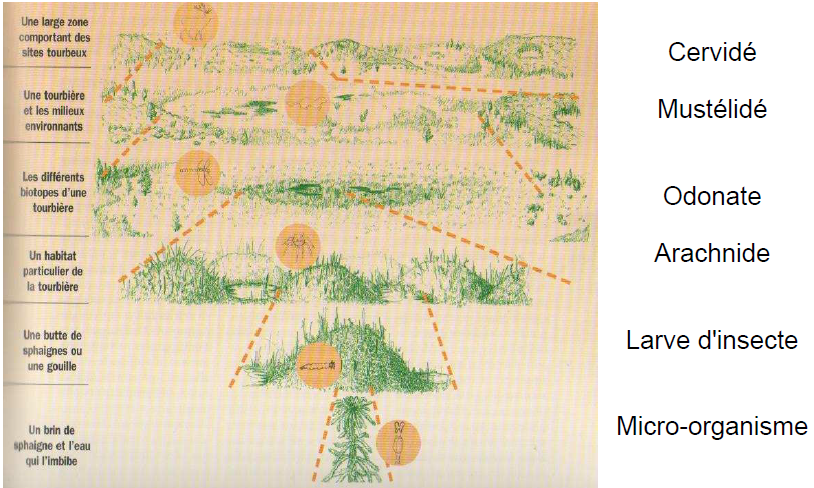 Une large zone
comportant des
sites tourbeux
Cervidé
Une tourbière
et les milieux
environnants
Mustélidé
Les différents
biotopes d'une
tourbière
Odonate
Un habitat
particulier de
la tourbière
Arachnide
Une butte de
sphaignes ou
une gouille
Larve d'insecte
Un brin de
sphaigne et l'eau
qui l'imbibe
Micro-organisme